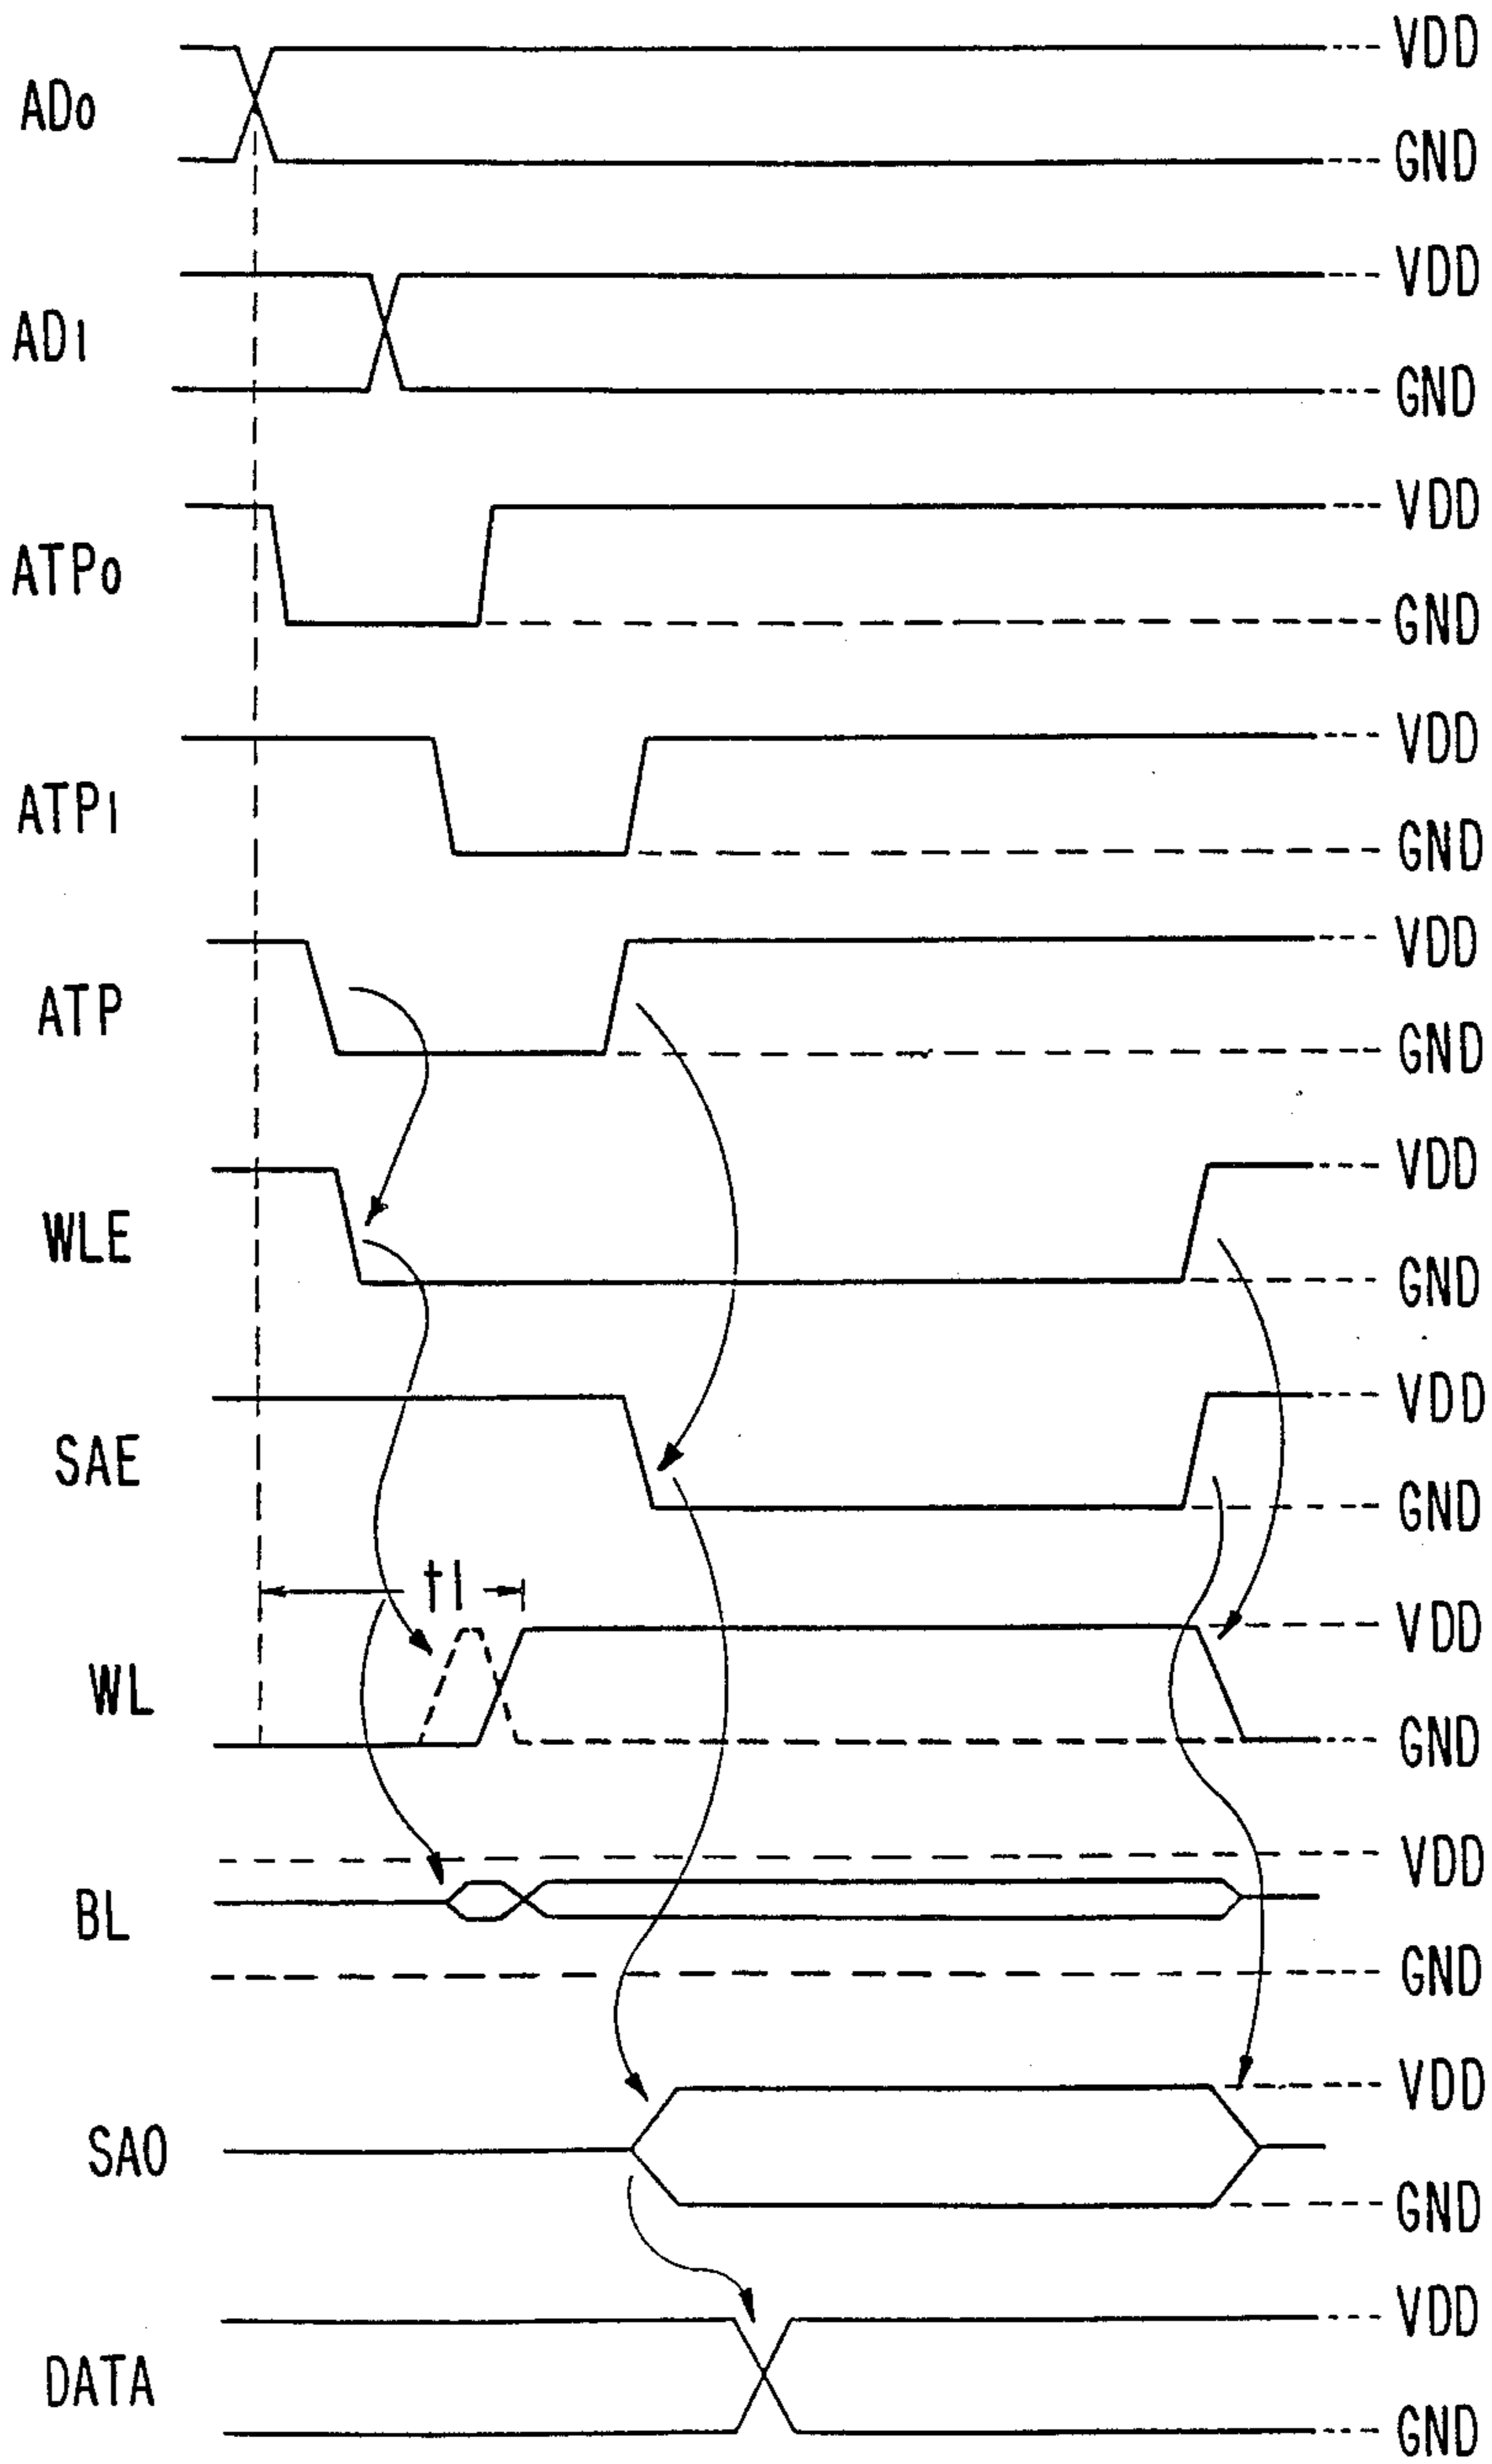 VDD
ADo
GND
VDD
AD1
GND
VDD
ATPo
GND
VDD
ATP1
GND
VDD
ATP
GND
VDD
WLE
GND
VDD
SAE
GND
t1
VDD
WL
GND
VDD
BL
GND
VDD
SAO
GND
VDD
DATA
GND